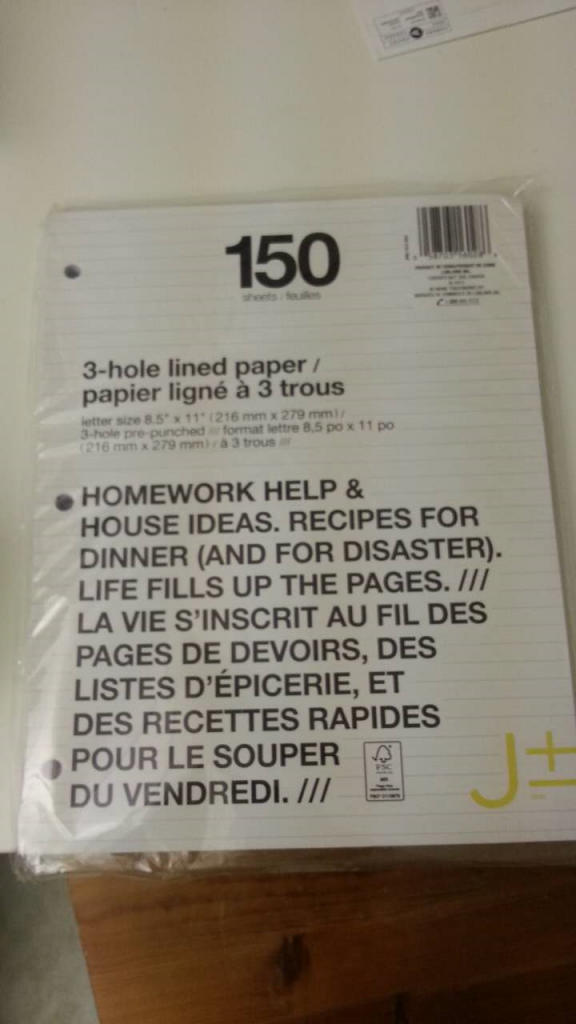 150
sheets / feuilles
3-hole lined paper /
papier ligné à 3 trous
letter size 8.5" x 11" (216 mm x 279 mm) /
3-hole pre-punched /// format lettre 8,5 po x 11 po
(216 mm x 279 mm) / à 3 trous ///
HOMEWORK HELP &
HOUSE IDEAS. RECIPES FOR
DINNER (AND FOR DISASTER).
LIFE FILLS UP THE PAGES. ///
LA VIE S'INSCRIT AU FIL DES
PAGES DE DEVOIRS, DES
LISTES D'ÉPICERIE, ET
DES RECETTES RAPIDES
POUR LE SOUPER
DU VENDREDI. ///
FSC
J±